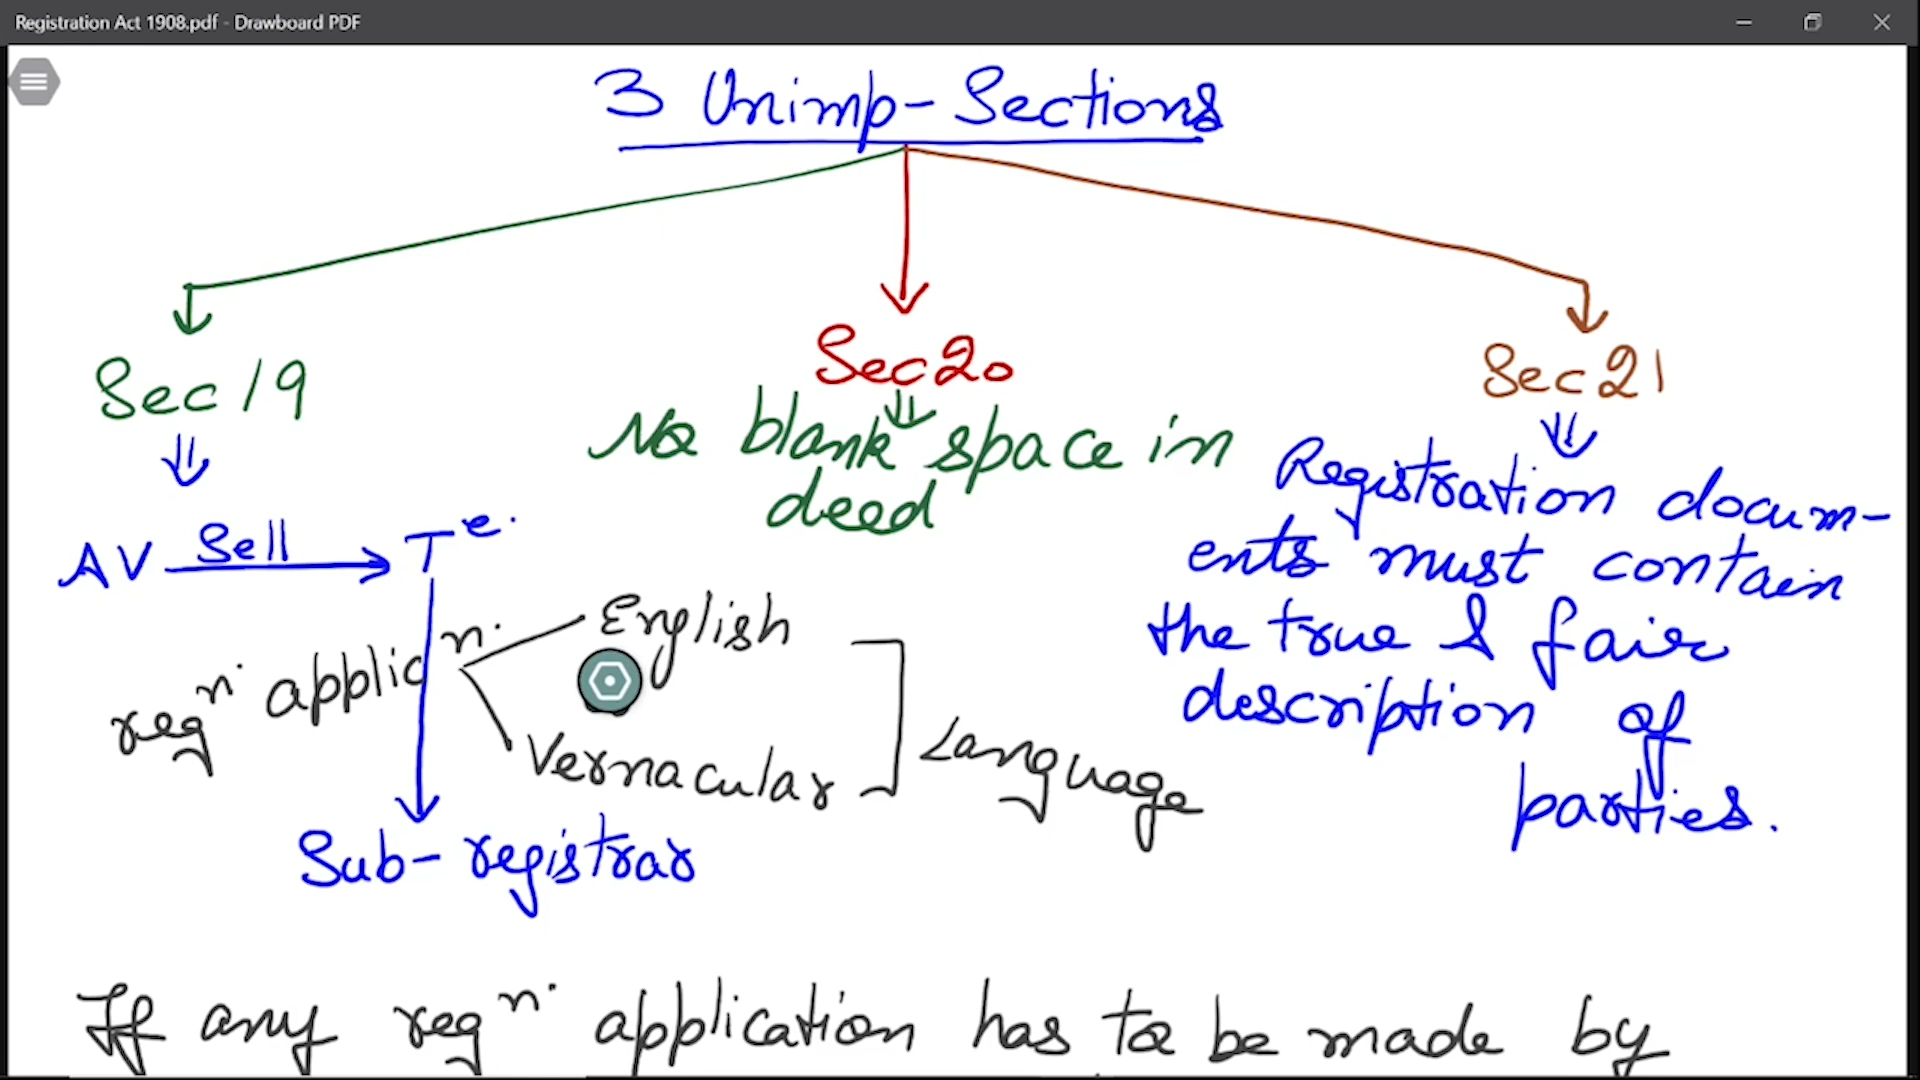 Registration Act 1908.pdf - Drawboard PDF
3 Unimp-Sections
Sec 19
Sec 20
Sec 21
No blank space in
deed
Registration docum-
ents must contain
the true & fair
description of
parties.
AV Sell Te.
regn. applicn.
English
Vernacular
Language
Sub-registrar
If any regn. application has to be made by